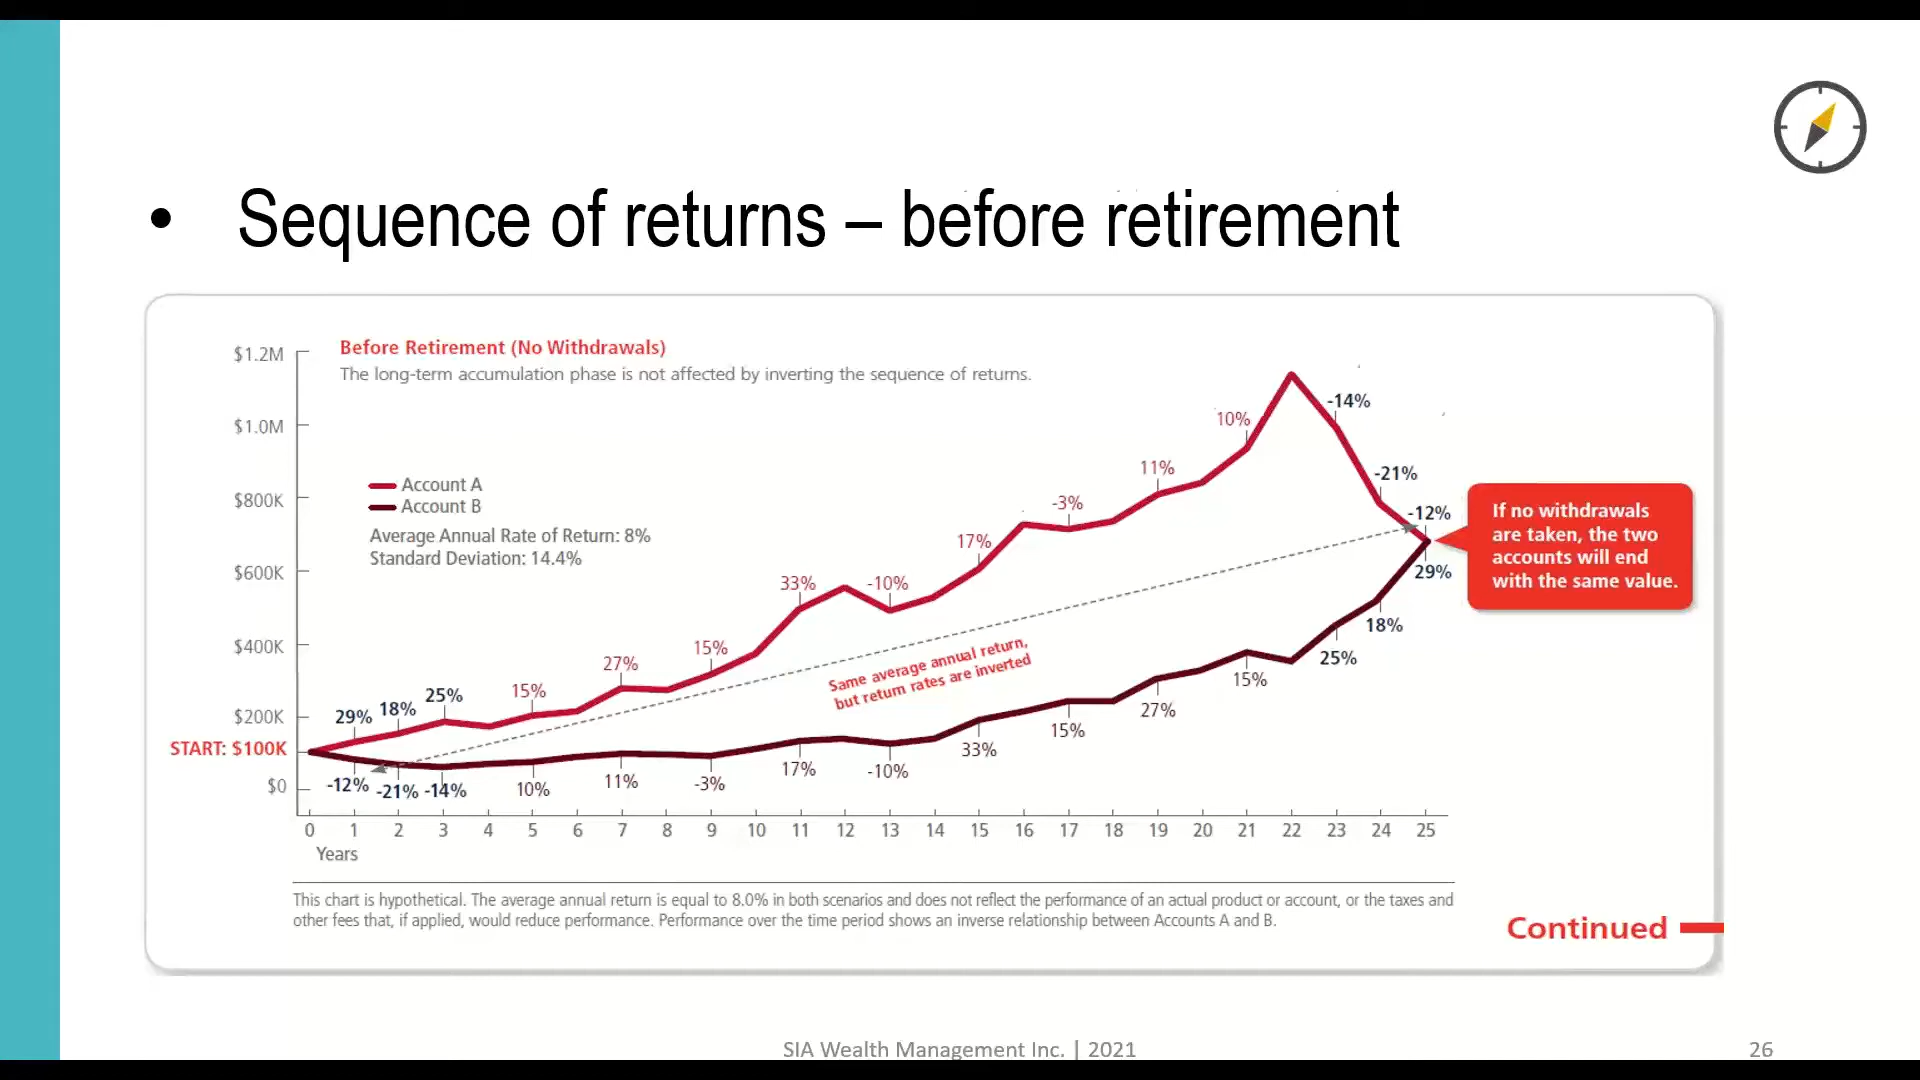 • Sequence of returns – before retirement
Before Retirement (No Withdrawals)
The long-term accumulation phase is not affected by inverting the sequence of returns.
$1.2M
$1.0M
$800K
$600K
$400K
$200K
START: $100K
$0
Account A
Account B
Average Annual Rate of Return: 8%
Standard Deviation: 14.4%
29%
18%
25%
15%
27%
15%
33%
-10%
17%
-3%
11%
10%
-14%
-21%
-12%
Same average annual return,
but return rates are inverted
-12%
-21%
-14%
10%
11%
-3%
17%
-10%
33%
15%
27%
15%
25%
18%
29%
If no withdrawals
are taken, the two
accounts will end
with the same value.
0 1 2 3 4 5 6 7 8 9 10 11 12 13 14 15 16 17 18 19 20 21 22 23 24 25
Years
This chart is hypothetical. The average annual return is equal to 8.0% in both scenarios and does not reflect the performance of an actual product or account, or the taxes and
other fees that, if applied, would reduce performance. Performance over the time period shows an inverse relationship between Accounts A and B.
Continued
SIA Wealth Management Inc. | 2021
26